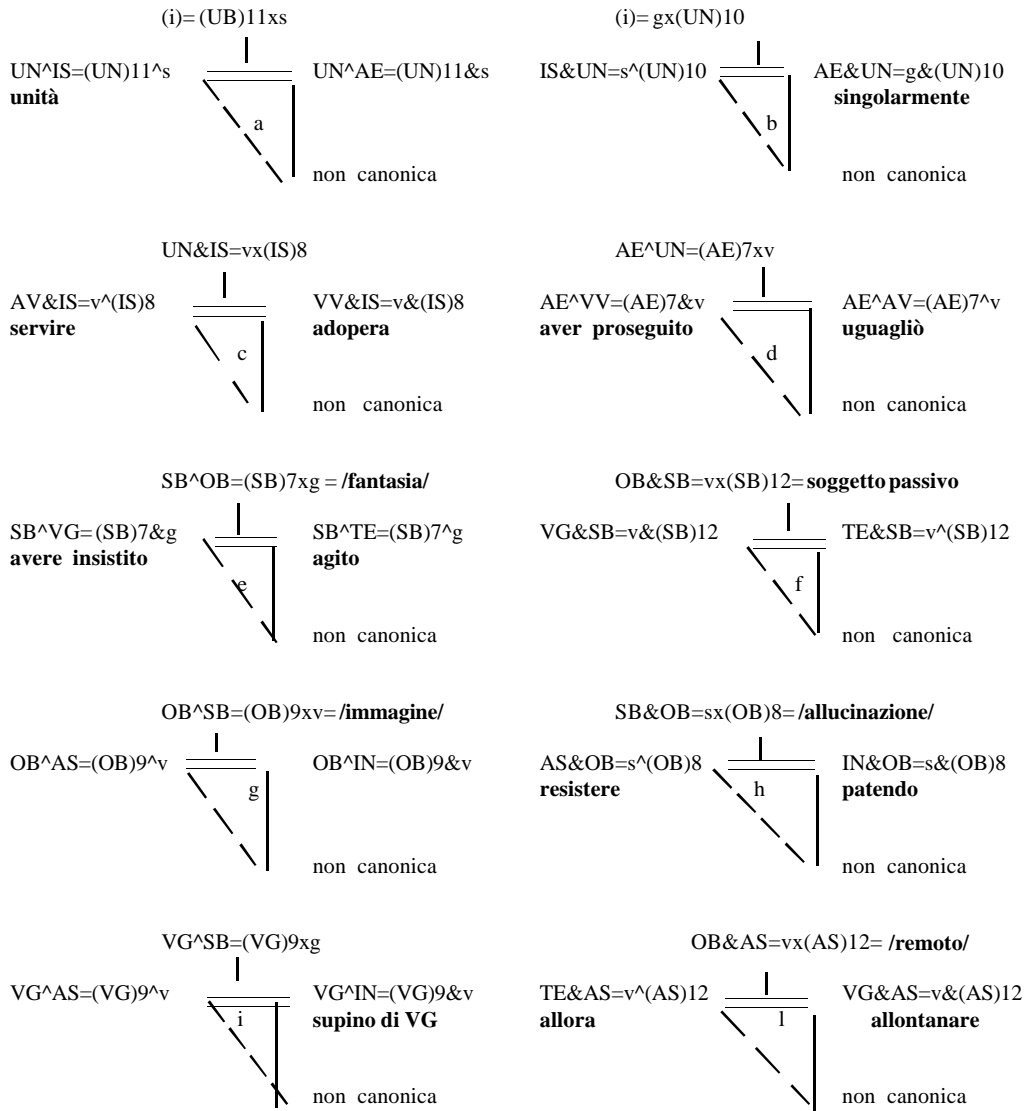 (i)= (UB)11xs (i)= gx(UN)10
UN^IS=(UN)11^s UN^AE=(UN)11&s IS&UN=s^(UN)10 AE&UN=g&(UN)10
unità singolarmente
a b
non canonica non canonica
UN&IS=vx(IS)8 AE^UN=(AE)7xv
AV&IS=v^(IS)8 VV&IS=v&(IS)8 AE^VV=(AE)7&v AE^AV=(AE)7^v
servire adopera aver proseguito uguagliò
c d
non canonica non canonica
SB^OB=(SB)7xg = /fantasia/ OB&SB=vx(SB)12= soggetto passivo
SB^VG=(SB)7&g SB^TE=(SB)7^g VG&SB=v&(SB)12 TE&SB=v^(SB)12
avere insistito agito
e f
non canonica non canonica
OB^SB=(OB)9xv= /immagine/ SB&OB=sx(OB)8= /allucinazione/
OB^AS=(OB)9^v OB^IN=(OB)9&v AS&OB=s^(OB)8 IN&OB=s&(OB)8
resistere patendo
g h
non canonica non canonica
VG^SB=(VG)9xg OB&AS=vx(AS)12= /remoto/
VG^AS=(VG)9^v VG^IN=(VG)9&v TE&AS=v^(AS)12 VG&AS=v&(AS)12
supino di VG allora allontanare
i l
non canonica non canonica